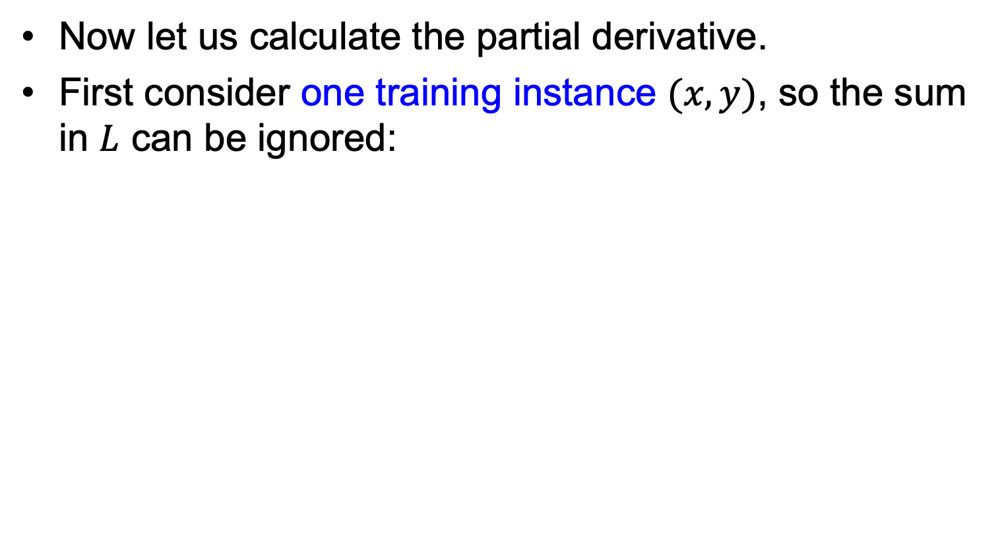 • Now let us calculate the partial derivative.
• First consider one training instance (x, y), so the sum
in L can be ignored: